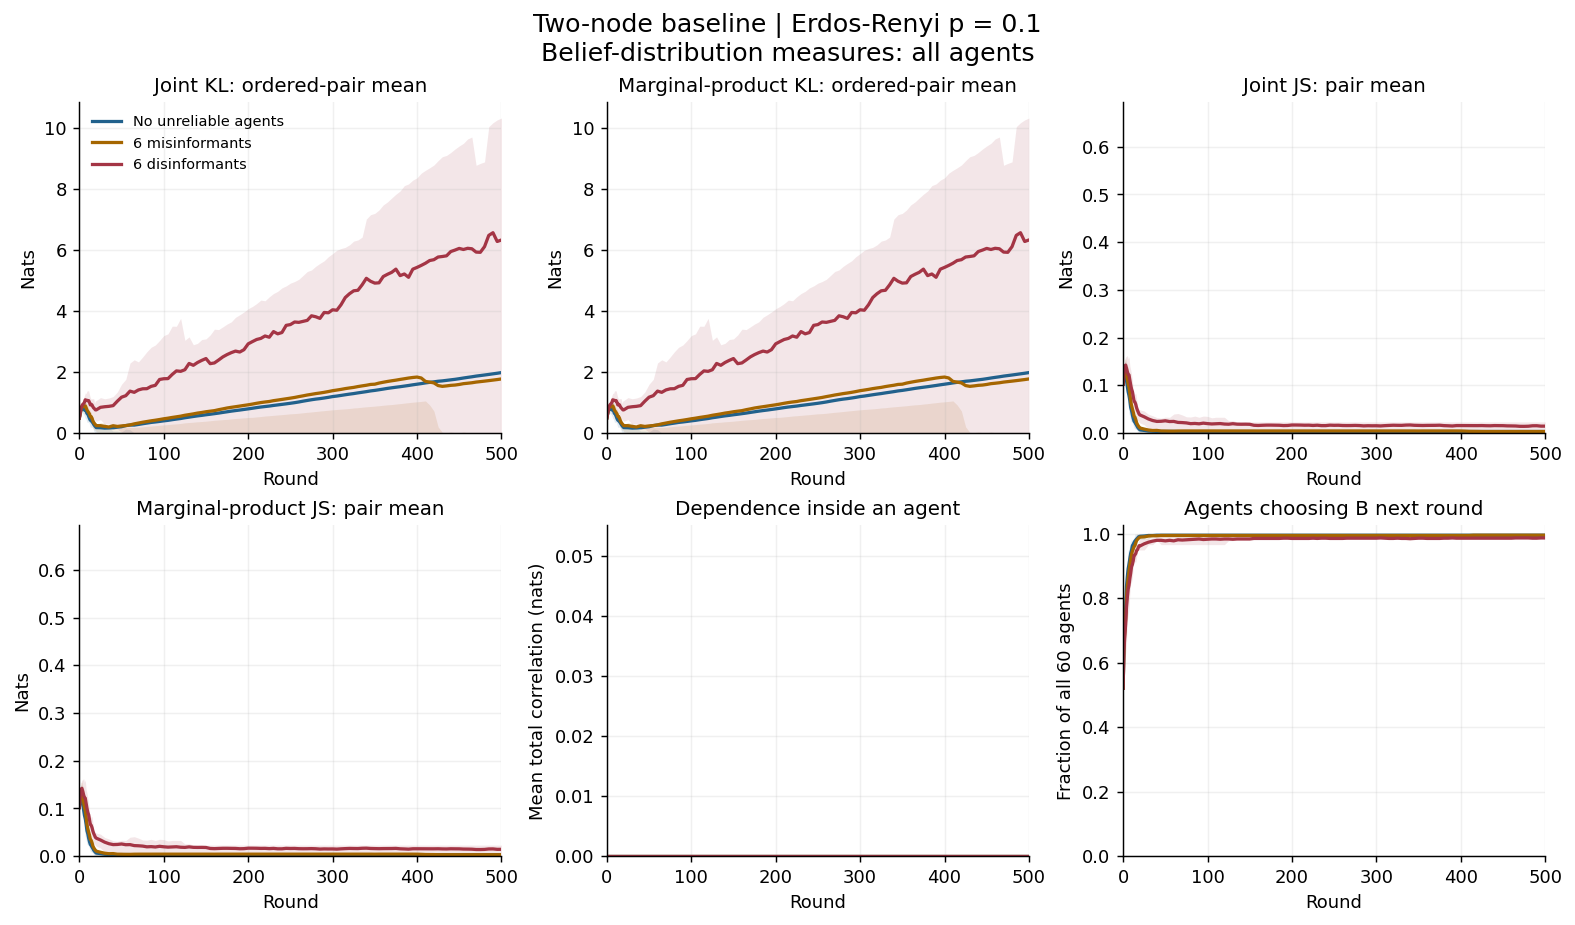 Two-node baseline | Erdos-Renyi p = 0.1
Belief-distribution measures: all agents
Joint KL: ordered-pair mean
Nats
10
8
6
4
2
0
No unreliable agents
6 misinformants
6 disinformants
0 100 200 300 400 500
Round
Marginal-product KL: ordered-pair mean
Nats
10
8
6
4
2
0
0 100 200 300 400 500
Round
Joint JS: pair mean
Nats
0.6
0.5
0.4
0.3
0.2
0.1
0.0
0 100 200 300 400 500
Round
Marginal-product JS: pair mean
Nats
0.6
0.5
0.4
0.3
0.2
0.1
0.0
0 100 200 300 400 500
Round
Dependence inside an agent
Mean total correlation (nats)
0.05
0.04
0.03
0.02
0.01
0.00
0 100 200 300 400 500
Round
Agents choosing B next round
Fraction of all 60 agents
1.0
0.8
0.6
0.4
0.2
0.0
0 100 200 300 400 500
Round